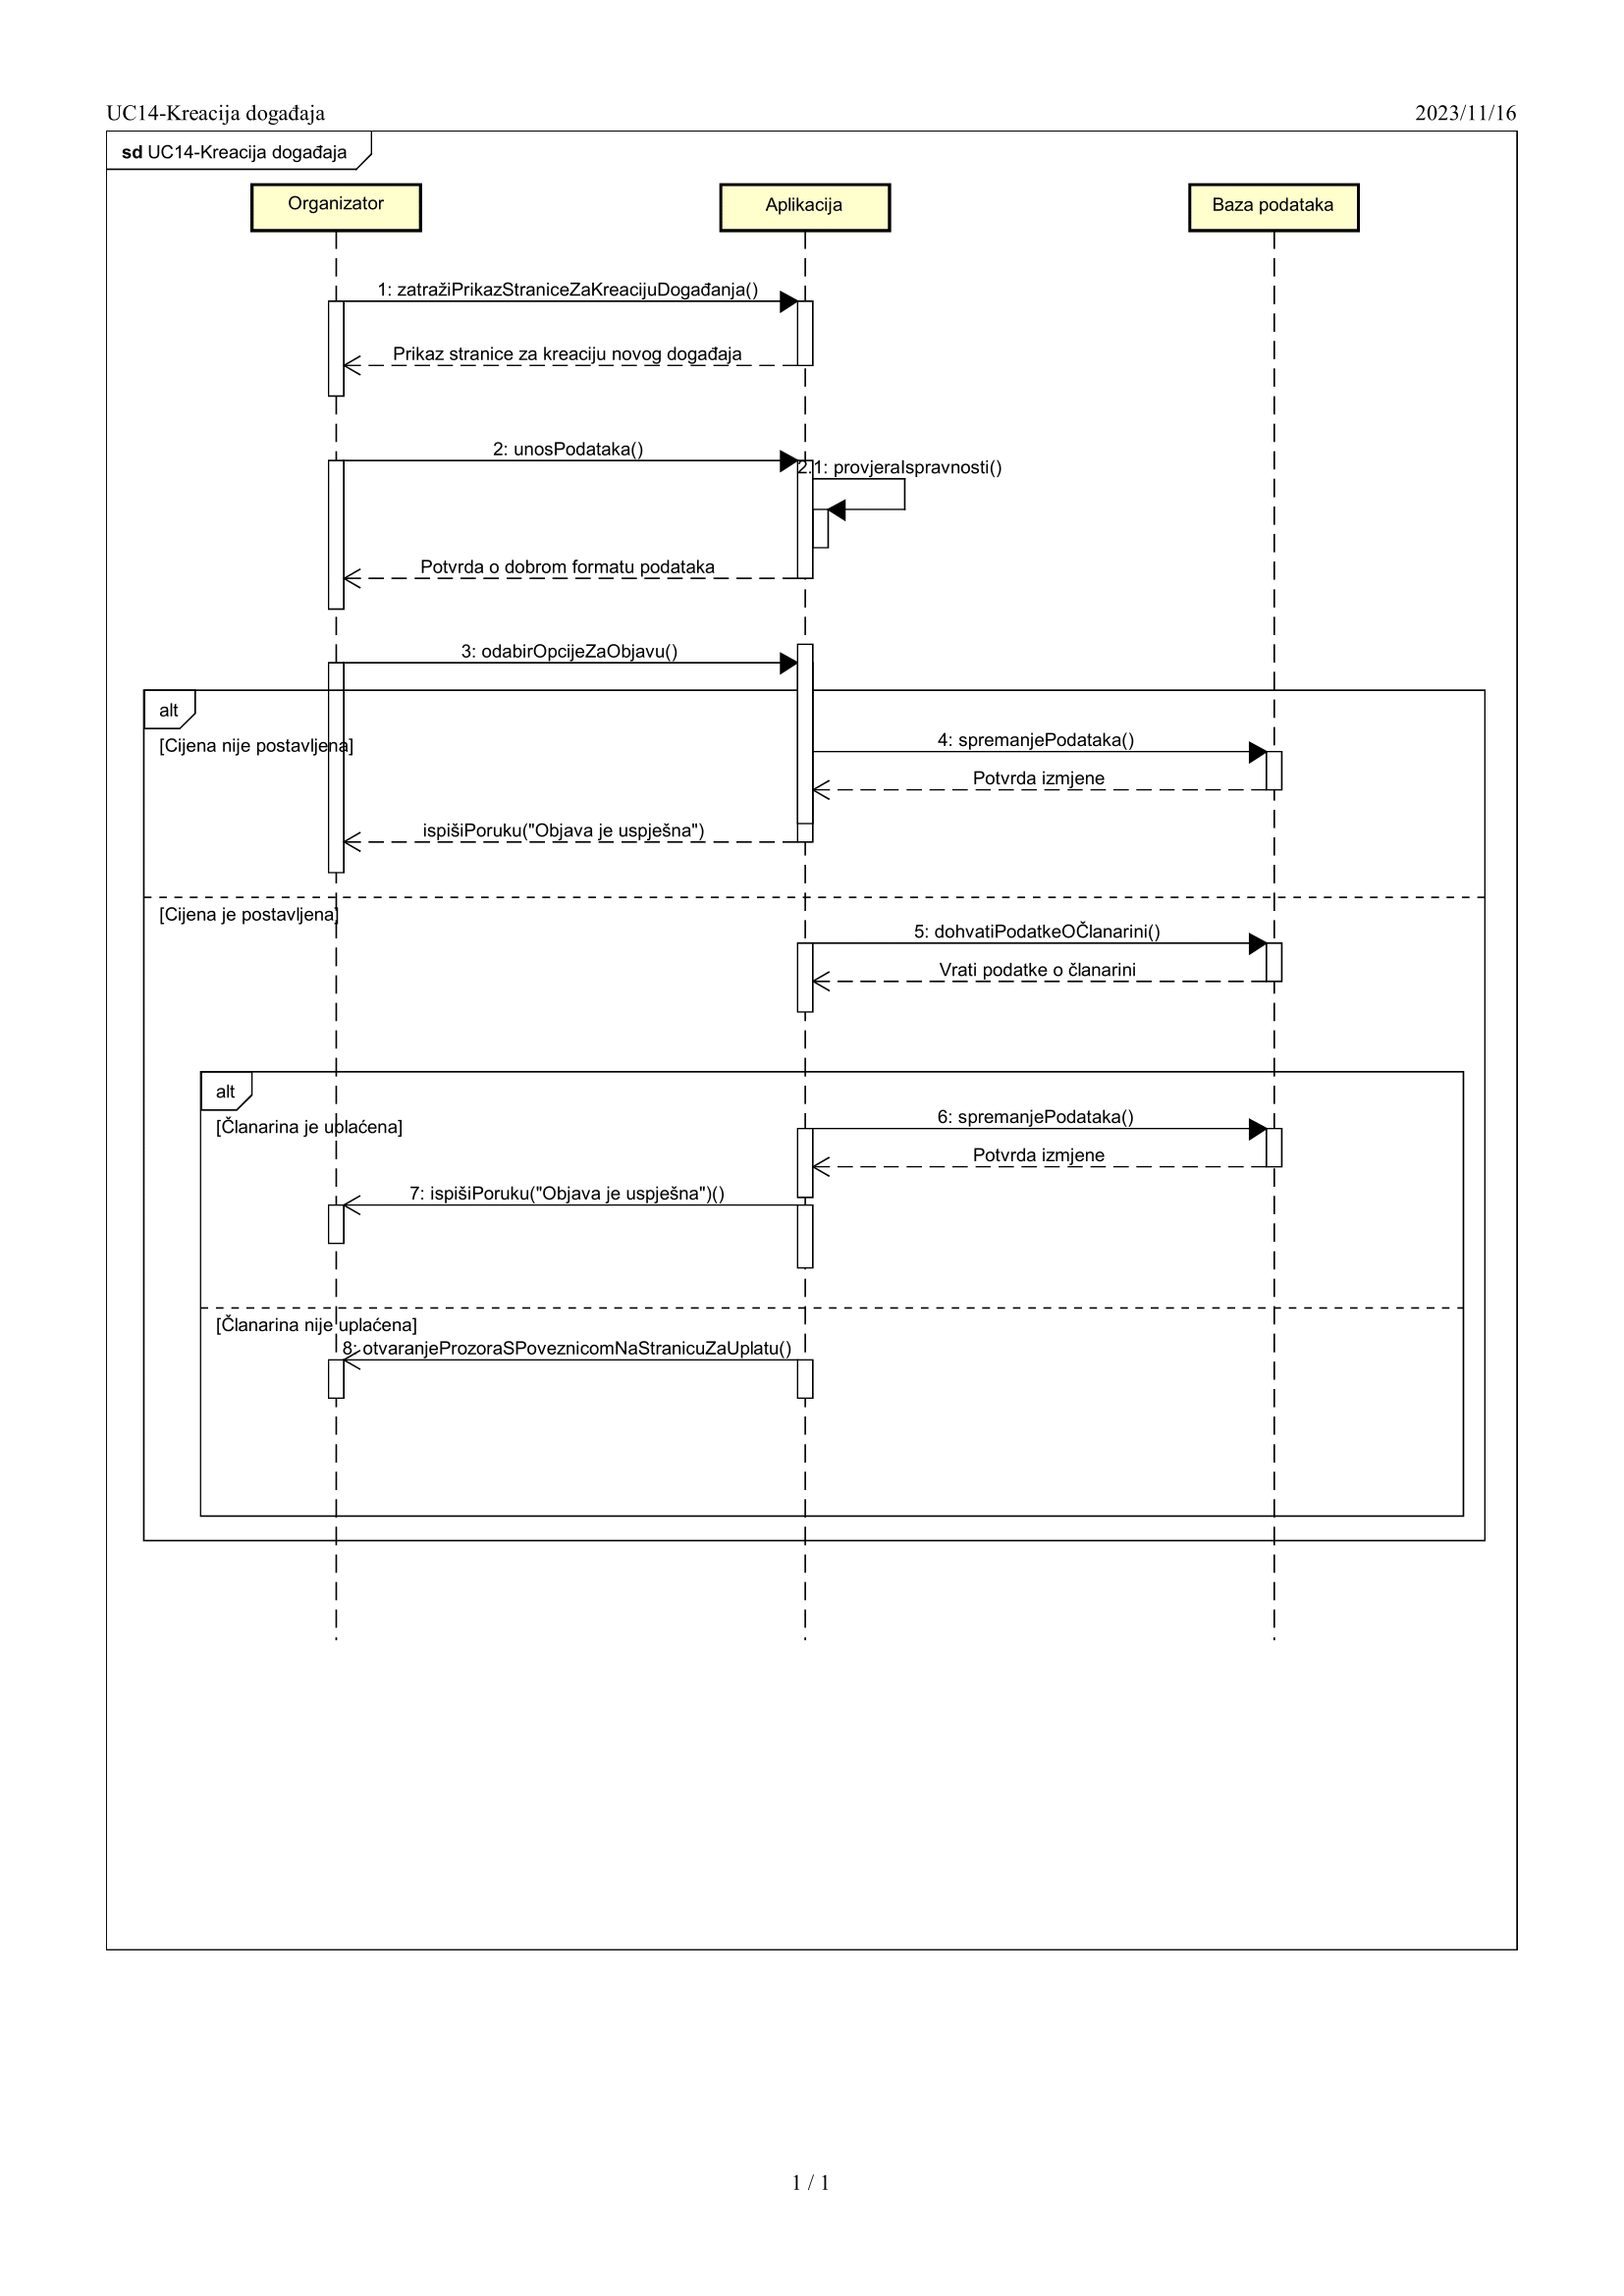 UC14-Kreacija događaja
2023/11/16
sd UC14-Kreacija događaja
Organizator
Aplikacija
Baza podataka
1: zatražiPrikazStraniceZaKreacijuDogađanja()
Prikaz stranice za kreaciju novog događaja
2: unosPodataka()
2.1: provjeraIspravnosti()
Potvrda o dobrom formatu podataka
3: odabirOpcijeZaObjavu()
alt
[Cijena nije postavljena]
4: spremanjePodataka()
Potvrda izmjene
ispišiPoruku("Objava je uspješna")
[Cijena je postavljena]
5: dohvatiPodatkeOČlanarini()
Vrati podatke o članarini
alt
[Članarina je uplaćena]
6: spremanjePodataka()
Potvrda izmjene
7: ispišiPoruku("Objava je uspješna")()
[Članarina nije uplaćena]
8: otvaranjeProzoraSPoveznicomNaStranicuZaUplatu()
1 / 1